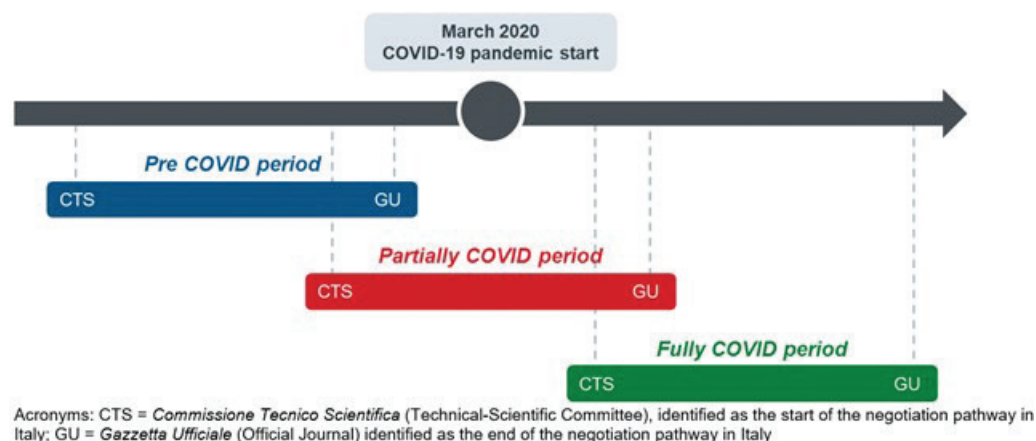 March 2020
COVID-19 pandemic start
Pre COVID period
CTS GU
Partially COVID period
CTS GU
Fully COVID period
CTS GU
Acronyms: CTS = Commissione Tecnico Scientifica (Technical-Scientific Committee), identified as the start of the negotiation pathway in
Italy; GU = Gazzetta Ufficiale (Official Journal) identified as the end of the negotiation pathway in Italy